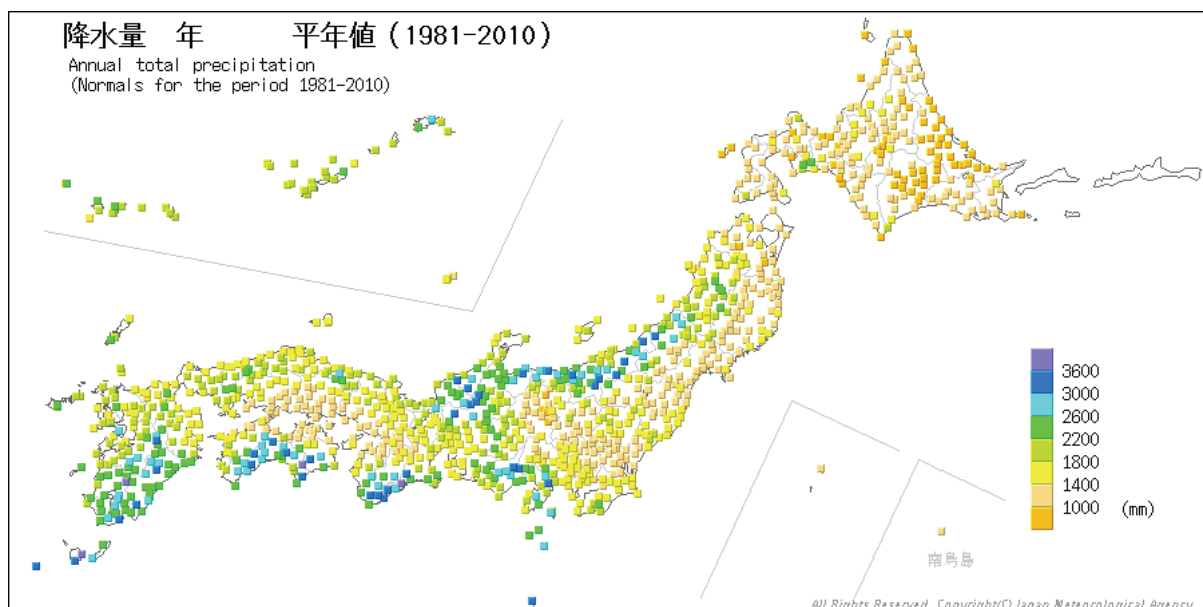 降水量 年 平年値 (1981-2010)
Annual total precipitation
(Normals for the period 1981-2010)
3600
3000
2600
2200
1800
1400
1000 (mm)
南鳥島
All Rights Reserved. Copyright(C) Japan Meteorological Agency